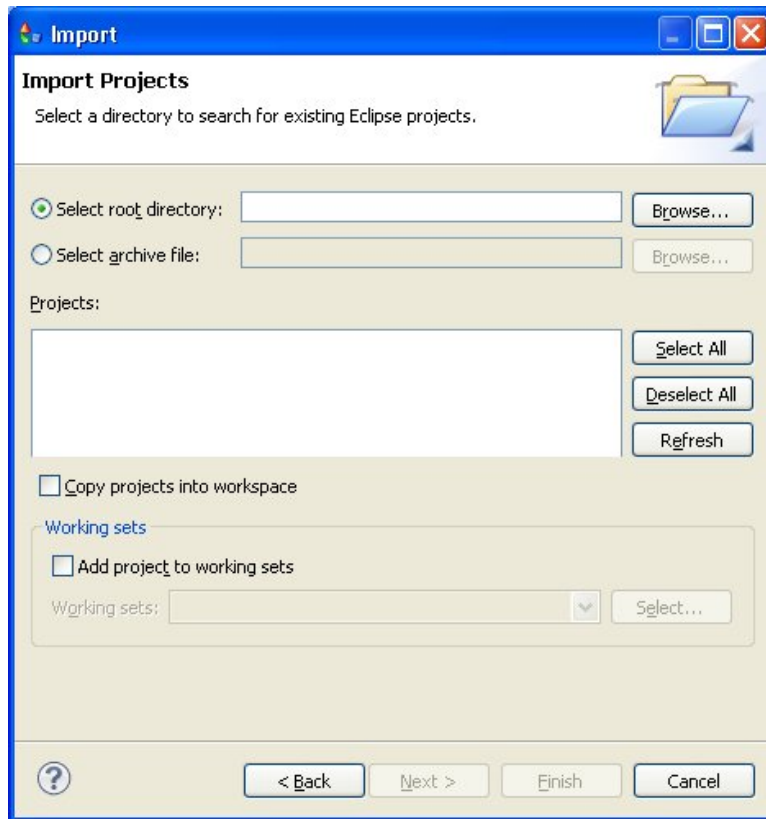 Import
Import Projects
Select a directory to search for existing Eclipse projects.
Select root directory:
Browse...
Select archive file:
Browse...
Projects:
Select All
Deselect All
Refresh
Copy projects into workspace
Working sets
Add project to working sets
Working sets:
Select...
?
< Back
Next >
Finish
Cancel